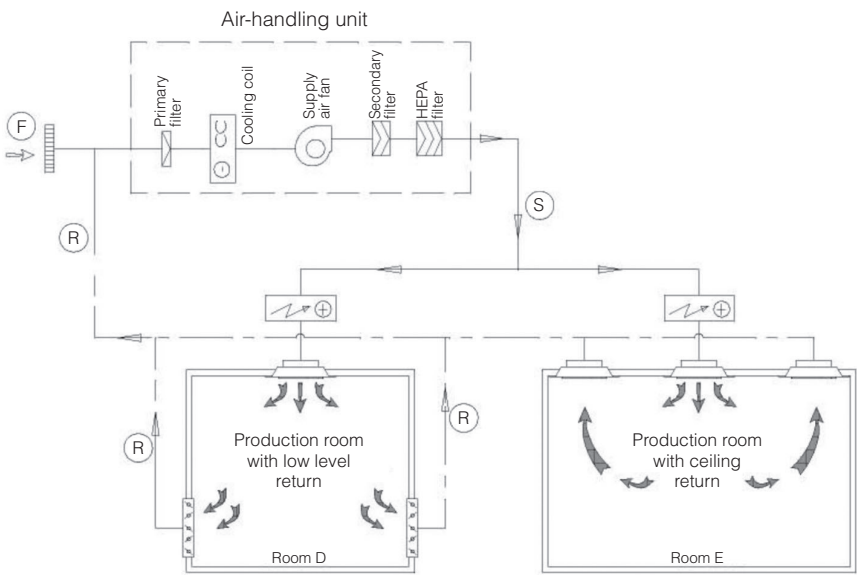 Air-handling unit
Primary
filter
Cooling coil
Supply
air fan
Secondary
filter
HEPA
filter
F
CC
S
R
Production room
with low level
return
R
R
Room D
Production room
with ceiling
return
Room E